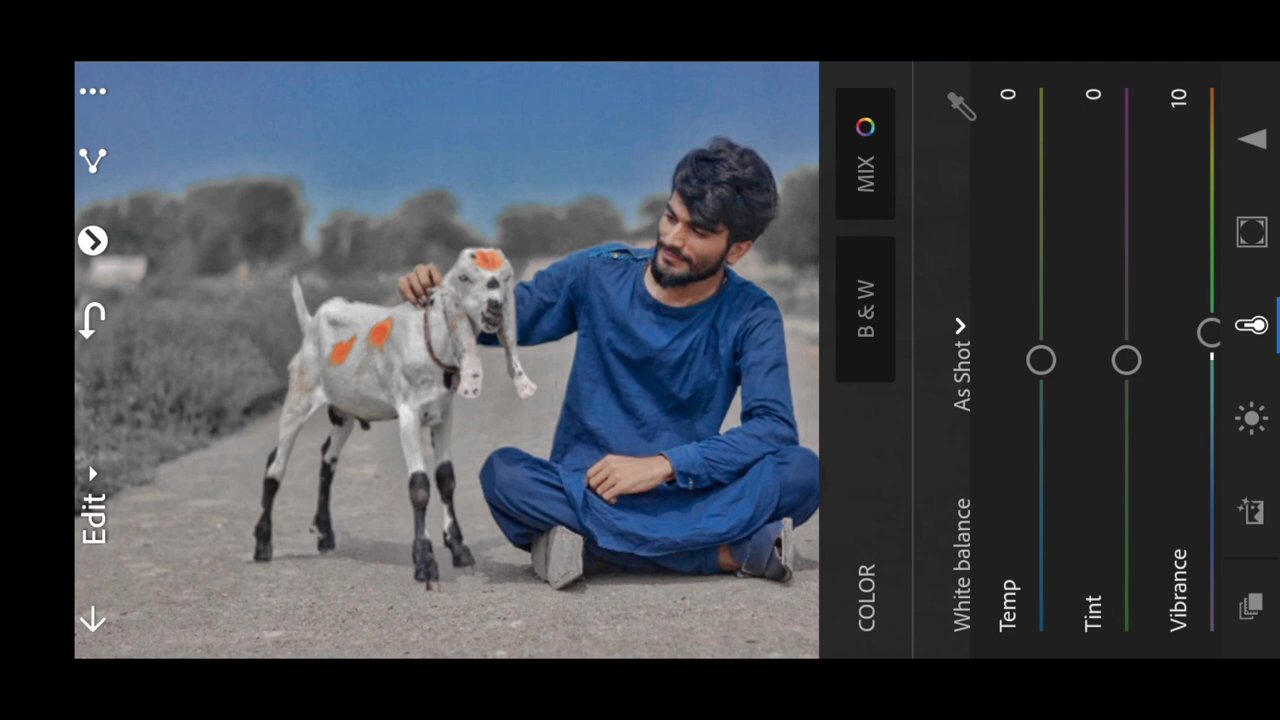 Edit
COLOR
B & W
MIX
White balance
As Shot
Temp
0
Tint
0
Vibrance
10